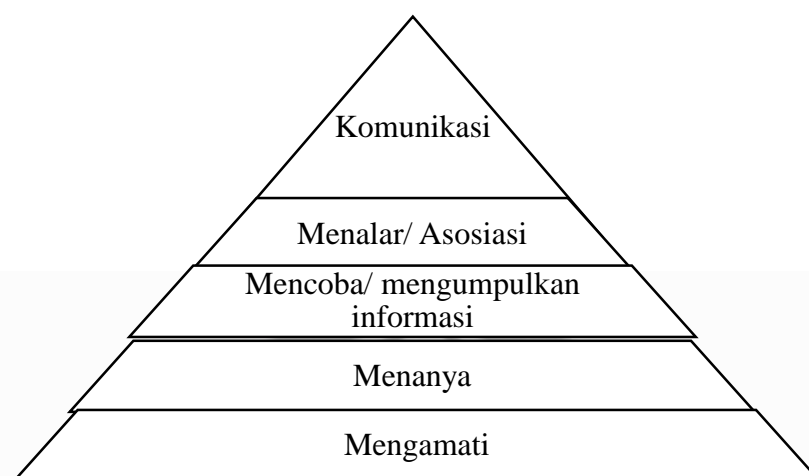 Komunikasi
Menalar/ Asosiasi
Mencoba/ mengumpulkan
informasi
Menanya
Mengamati